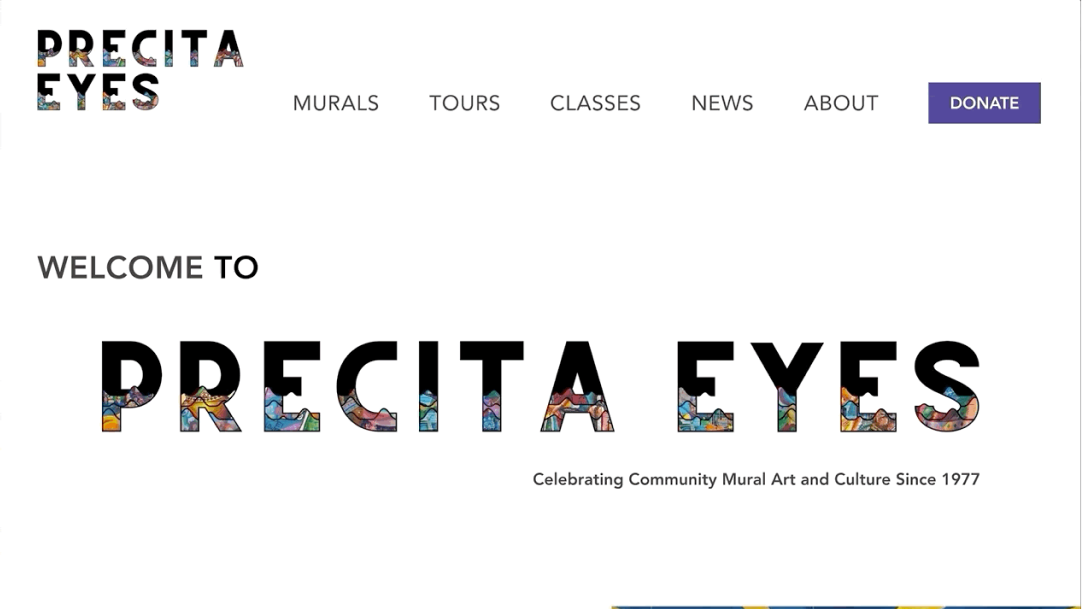 PRECITA
EYES
MURALS TOURS CLASSES NEWS ABOUT DONATE
WELCOME TO
PRECITA EYES
Celebrating Community Mural Art and Culture Since 1977